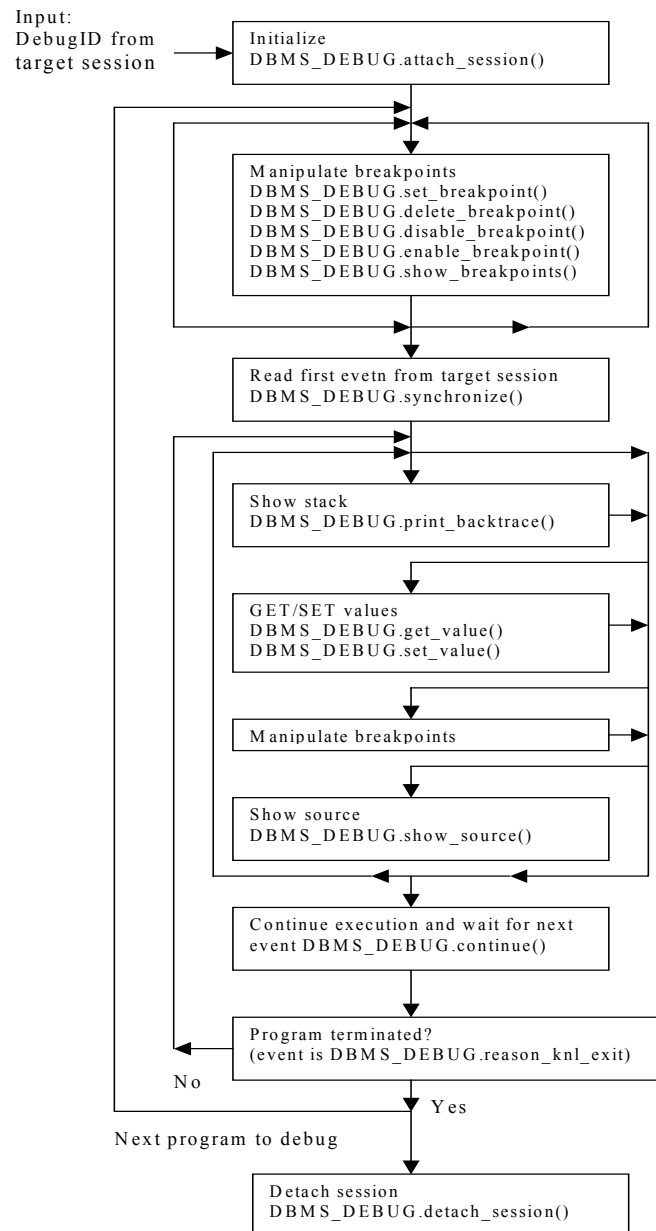 Input:
DebugID from
target session
Initialize
DBMS_DEBUG.attach_session()
Manipulate breakpoints
DBMS_DEBUG.set_breakpoint()
DBMS_DEBUG.delete_breakpoint()
DBMS_DEBUG.disable_breakpoint()
DBMS_DEBUG.enable_breakpoint()
DBMS_DEBUG.show_breakpoints()
Read first evetn from target session
DBMS_DEBUG.synchronize()
Show stack
DBMS_DEBUG.print_backtrace()
GET/SET values
DBMS_DEBUG.get_value()
DBMS_DEBUG.set_value()
Manipulate breakpoints
Show source
DBMS_DEBUG.show_source()
Continue execution and wait for next
event DBMS_DEBUG.continue()
Program terminated?
(event is DBMS_DEBUG.reason_knl_exit)
No
Yes
Next program to debug
Detach session
DBMS_DEBUG.detach_session()